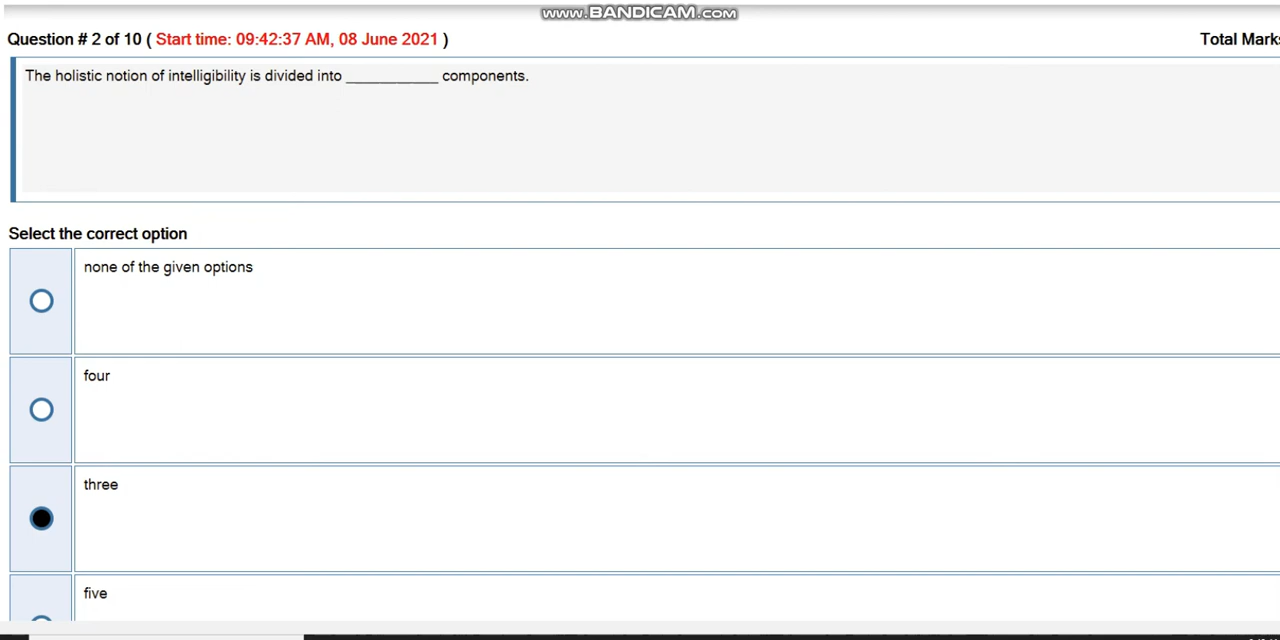 www.BANDICAM.com
Question # 2 of 10 ( Start time: 09:42:37 AM, 08 June 2021 )
Total Marks
The holistic notion of intelligibility is divided into ___________ components.
Select the correct option
none of the given options
four
three
five